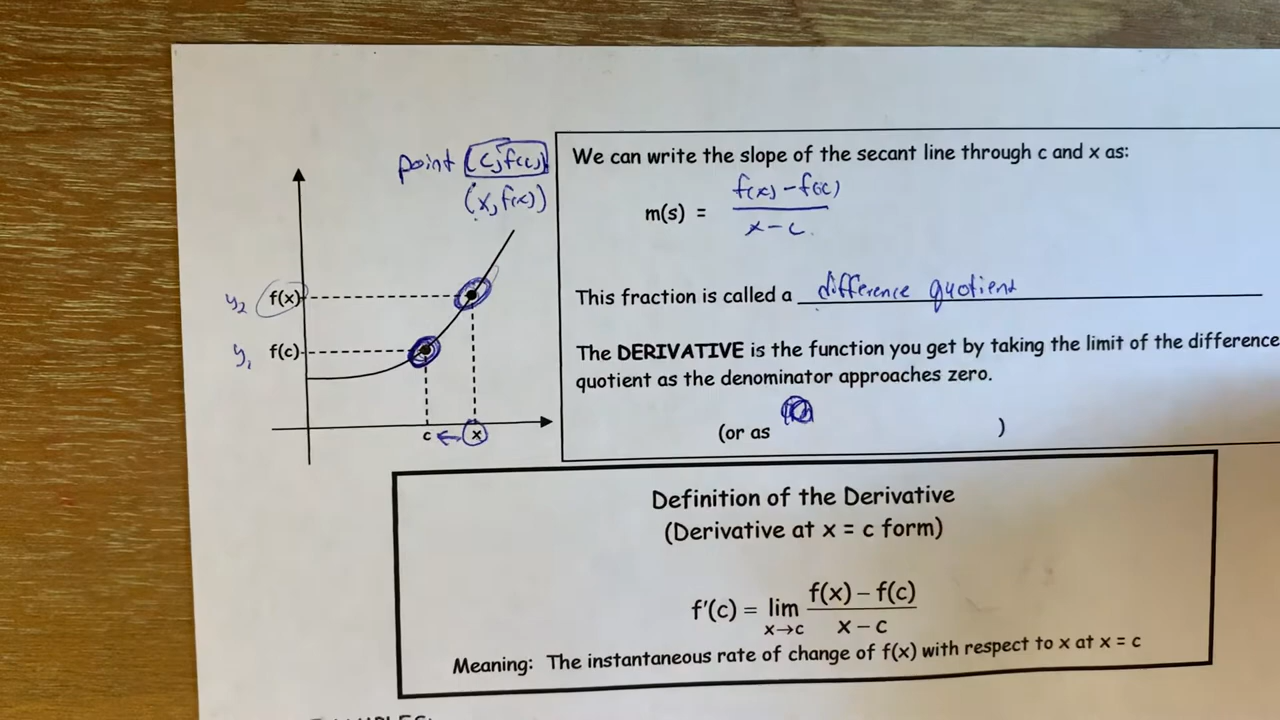 point (c, f(c))
(x, f(x))
y₂ f(x)
y₁ f(c)
c ← x
We can write the slope of the secant line through c and x as:
m(s) = f(x) - f(c) / x - c
This fraction is called a difference quotient
The DERIVATIVE is the function you get by taking the limit of the difference
quotient as the denominator approaches zero.
(or as )
Definition of the Derivative
(Derivative at x = c form)
f'(c) = lim x→c f(x) – f(c) / x – c
Meaning: The instantaneous rate of change of f(x) with respect to x at x = c